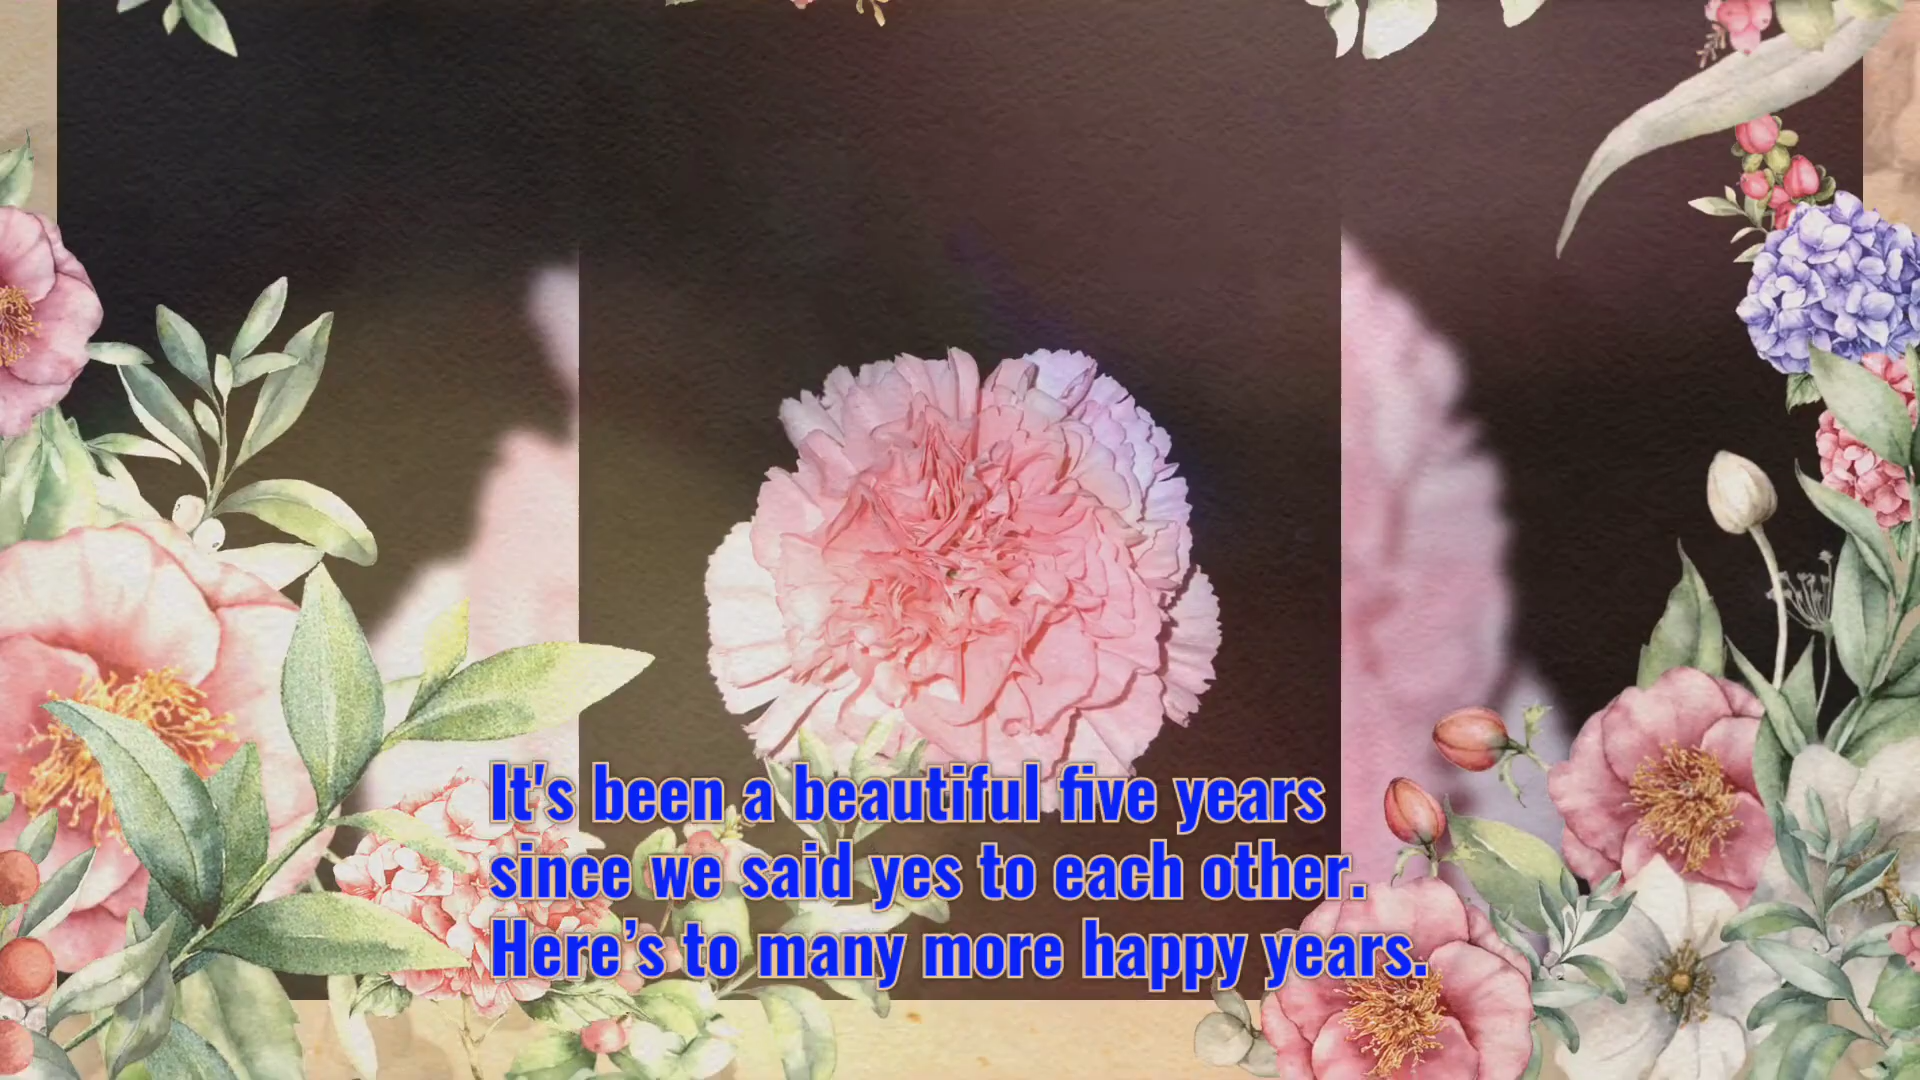 It's been a beautiful five years
since we said yes to each other.
Here’s to many more happy years.